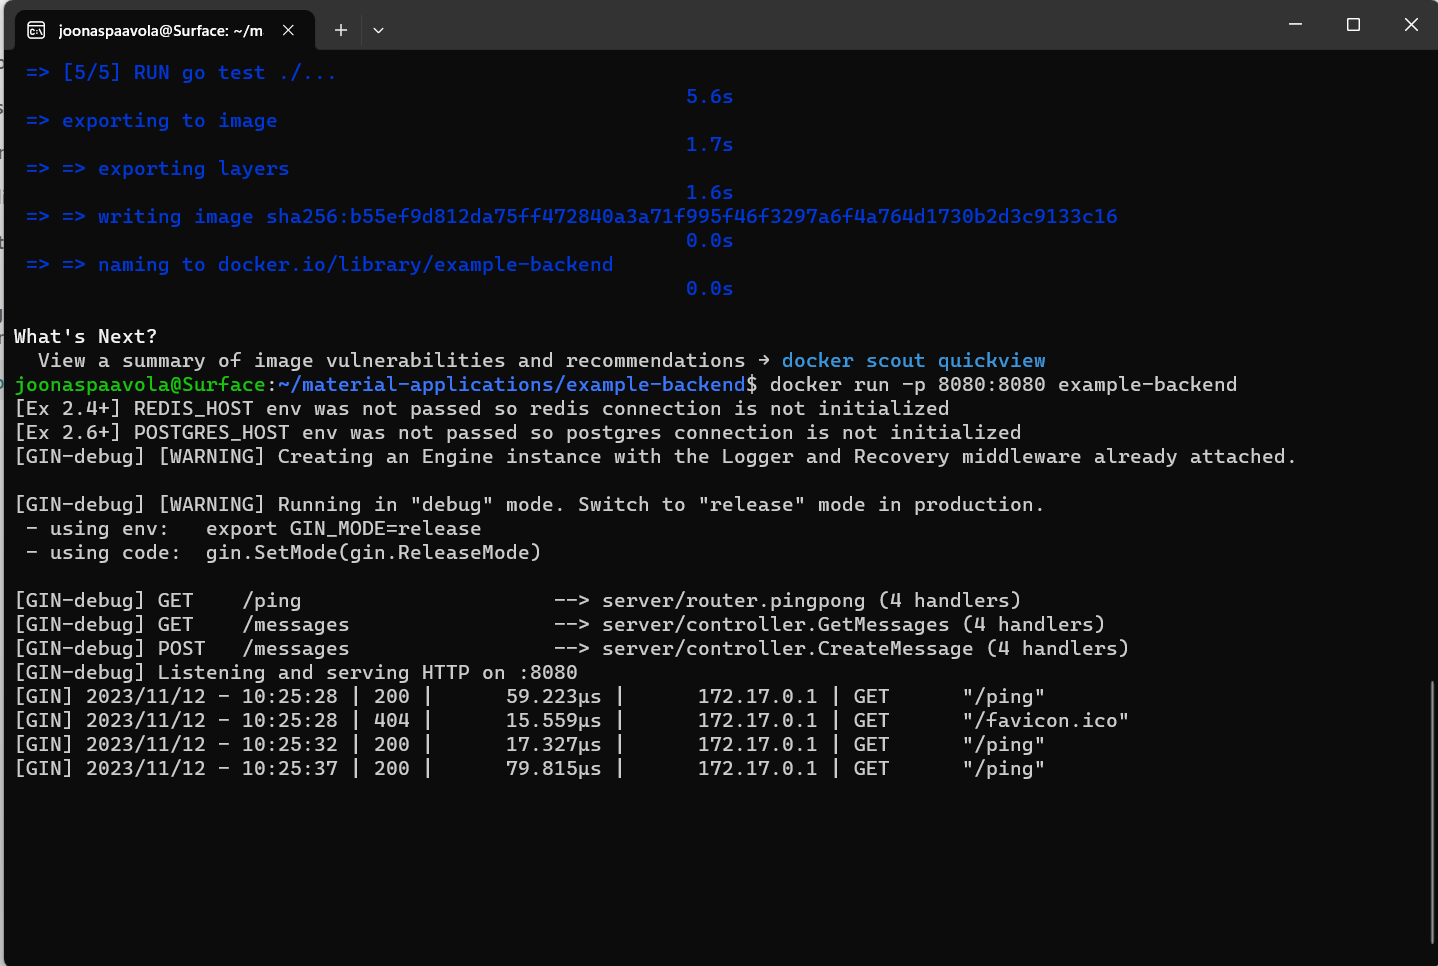 joonaspaavola@Surface: ~/m
=> [5/5] RUN go test ./...
5.6s
=> exporting to image
1.7s
=> => exporting layers
1.6s
=> => writing image sha256:b55ef9d812da75ff472840a3a71f995f46f3297a6f4a764d1730b2d3c9133c16
0.0s
=> => naming to docker.io/library/example-backend
0.0s
What's Next?
View a summary of image vulnerabilities and recommendations → docker scout quickview
joonaspaavola@Surface:~/material-applications/example-backend$ docker run -p 8080:8080 example-backend
[Ex 2.4+] REDIS_HOST env was not passed so redis connection is not initialized
[Ex 2.6+] POSTGRES_HOST env was not passed so postgres connection is not initialized
[GIN-debug] [WARNING] Creating an Engine instance with the Logger and Recovery middleware already attached.
[GIN-debug] [WARNING] Running in "debug" mode. Switch to "release" mode in production.
- using env:   export GIN_MODE=release
- using code:  gin.SetMode(gin.ReleaseMode)
[GIN-debug] GET    /ping                     --> server/router.pingpong (4 handlers)
[GIN-debug] GET    /messages                 --> server/controller.GetMessages (4 handlers)
[GIN-debug] POST   /messages                 --> server/controller.CreateMessage (4 handlers)
[GIN-debug] Listening and serving HTTP on :8080
[GIN] 2023/11/12 - 10:25:28 | 200 |      59.223µs |      172.17.0.1 | GET      "/ping"
[GIN] 2023/11/12 - 10:25:28 | 404 |      15.559µs |      172.17.0.1 | GET      "/favicon.ico"
[GIN] 2023/11/12 - 10:25:32 | 200 |      17.327µs |      172.17.0.1 | GET      "/ping"
[GIN] 2023/11/12 - 10:25:37 | 200 |      79.815µs |      172.17.0.1 | GET      "/ping"